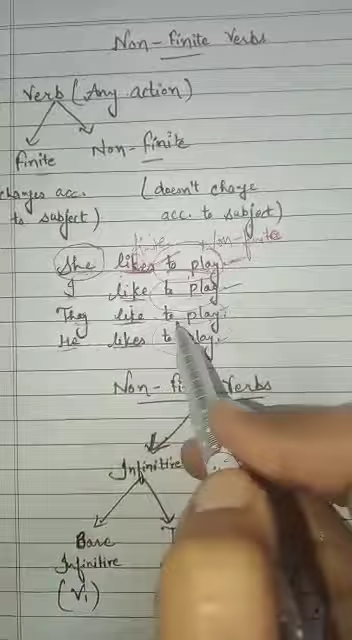 Non-finite Verbs
Verb (Any action)
finite Non-finite
changes acc. (doesn't change
to subject) acc. to subject)
finite Non-finite
She likes to play
I like to play
They like to play.
He likes to play.
Non-fi Verbs
Infinitive
Bare
Infinitive
(V1)